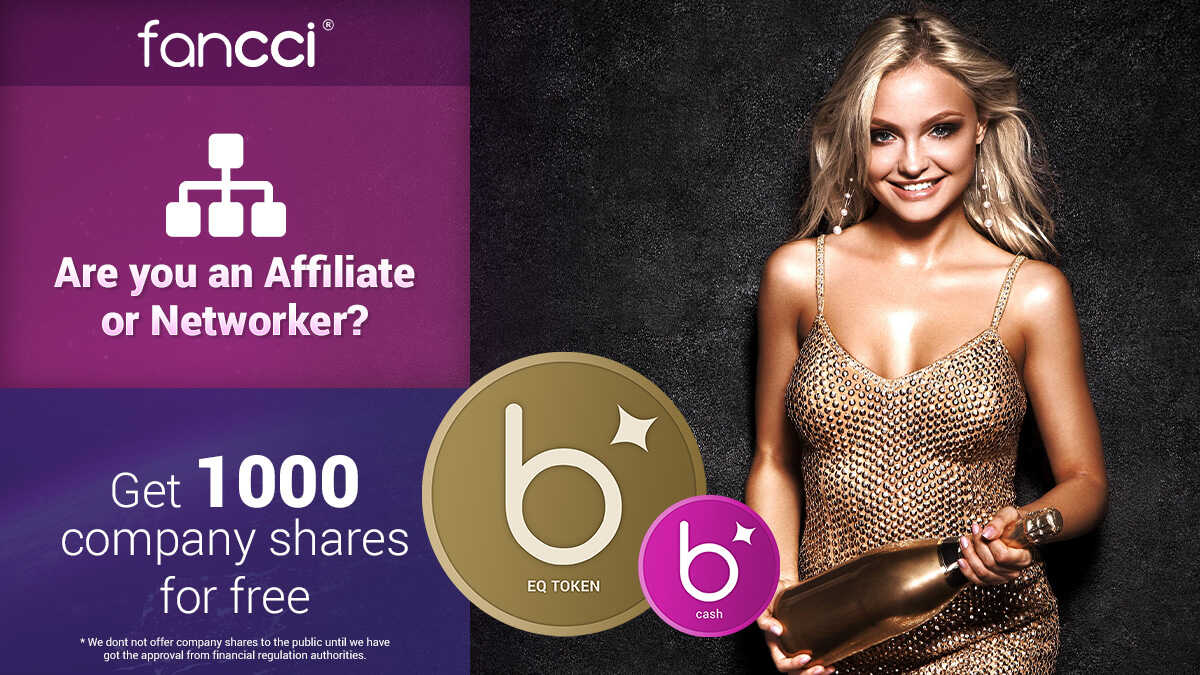 fancci®
Are you an Affiliate
or Networker?
Get 1000
company shares
for free
* We dont not offer company shares to the public until we have
got the approval from financial regulation authorities.
b
EQ TOKEN
b
cash